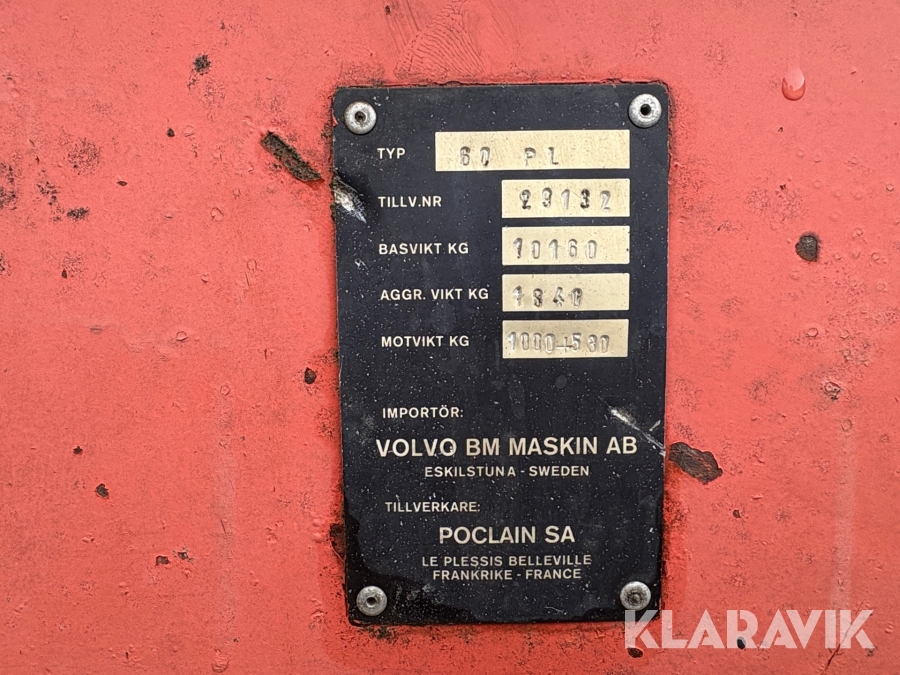 TYP 60 PL
TILLV.NR 29132
BASVIKT KG 10160
AGGR. VIKT KG 1840
MOTVIKT KG 1000+530
IMPORTÖR:
VOLVO BM MASKIN AB
ESKILSTUNA - SWEDEN
TILLVERKARE:
POCLAIN SA
LE PLESSIS BELLEVILLE
FRANKRIKE - FRANCE
KLARAVIK